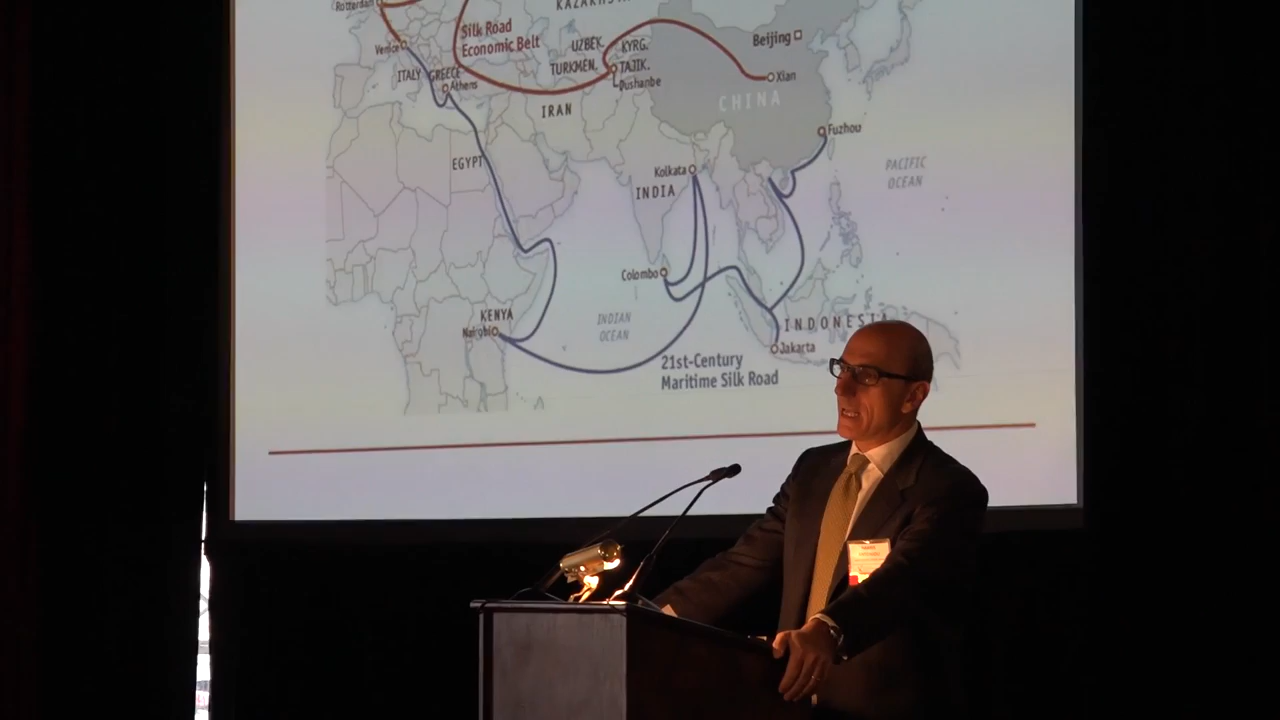 Rotterdam
KAZAKHSTAN
Silk Road
Economic Belt
Venice
UZBEK.
KYRG.
Beijing
ITALY
GREECE
TURKMEN.
TAJIK.
Xian
Athens
Dushanbe
IRAN
CHINA
Fuzhou
EGYPT
Kolkata
INDIA
PACIFIC
OCEAN
Colombo
KENYA
Nairobi
INDIAN
OCEAN
INDONESIA
Jakarta
21st-Century
Maritime Silk Road